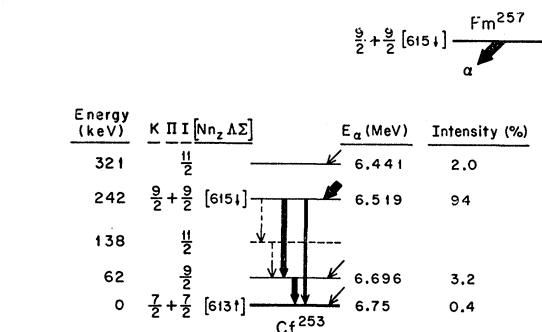 Fm²⁵⁷
9/2 + 9/2 [615↓]
α
Energy (keV) K Π I [Nn_z ΛΣ] E_α (MeV) Intensity (%)
321 11/2 6.441 2.0
242 9/2 + 9/2 [615↓] 6.519 94
138 11/2
62 9/2 6.696 3.2
0 7/2 + 7/2 [613↑] 6.75 0.4
Cf²⁵³